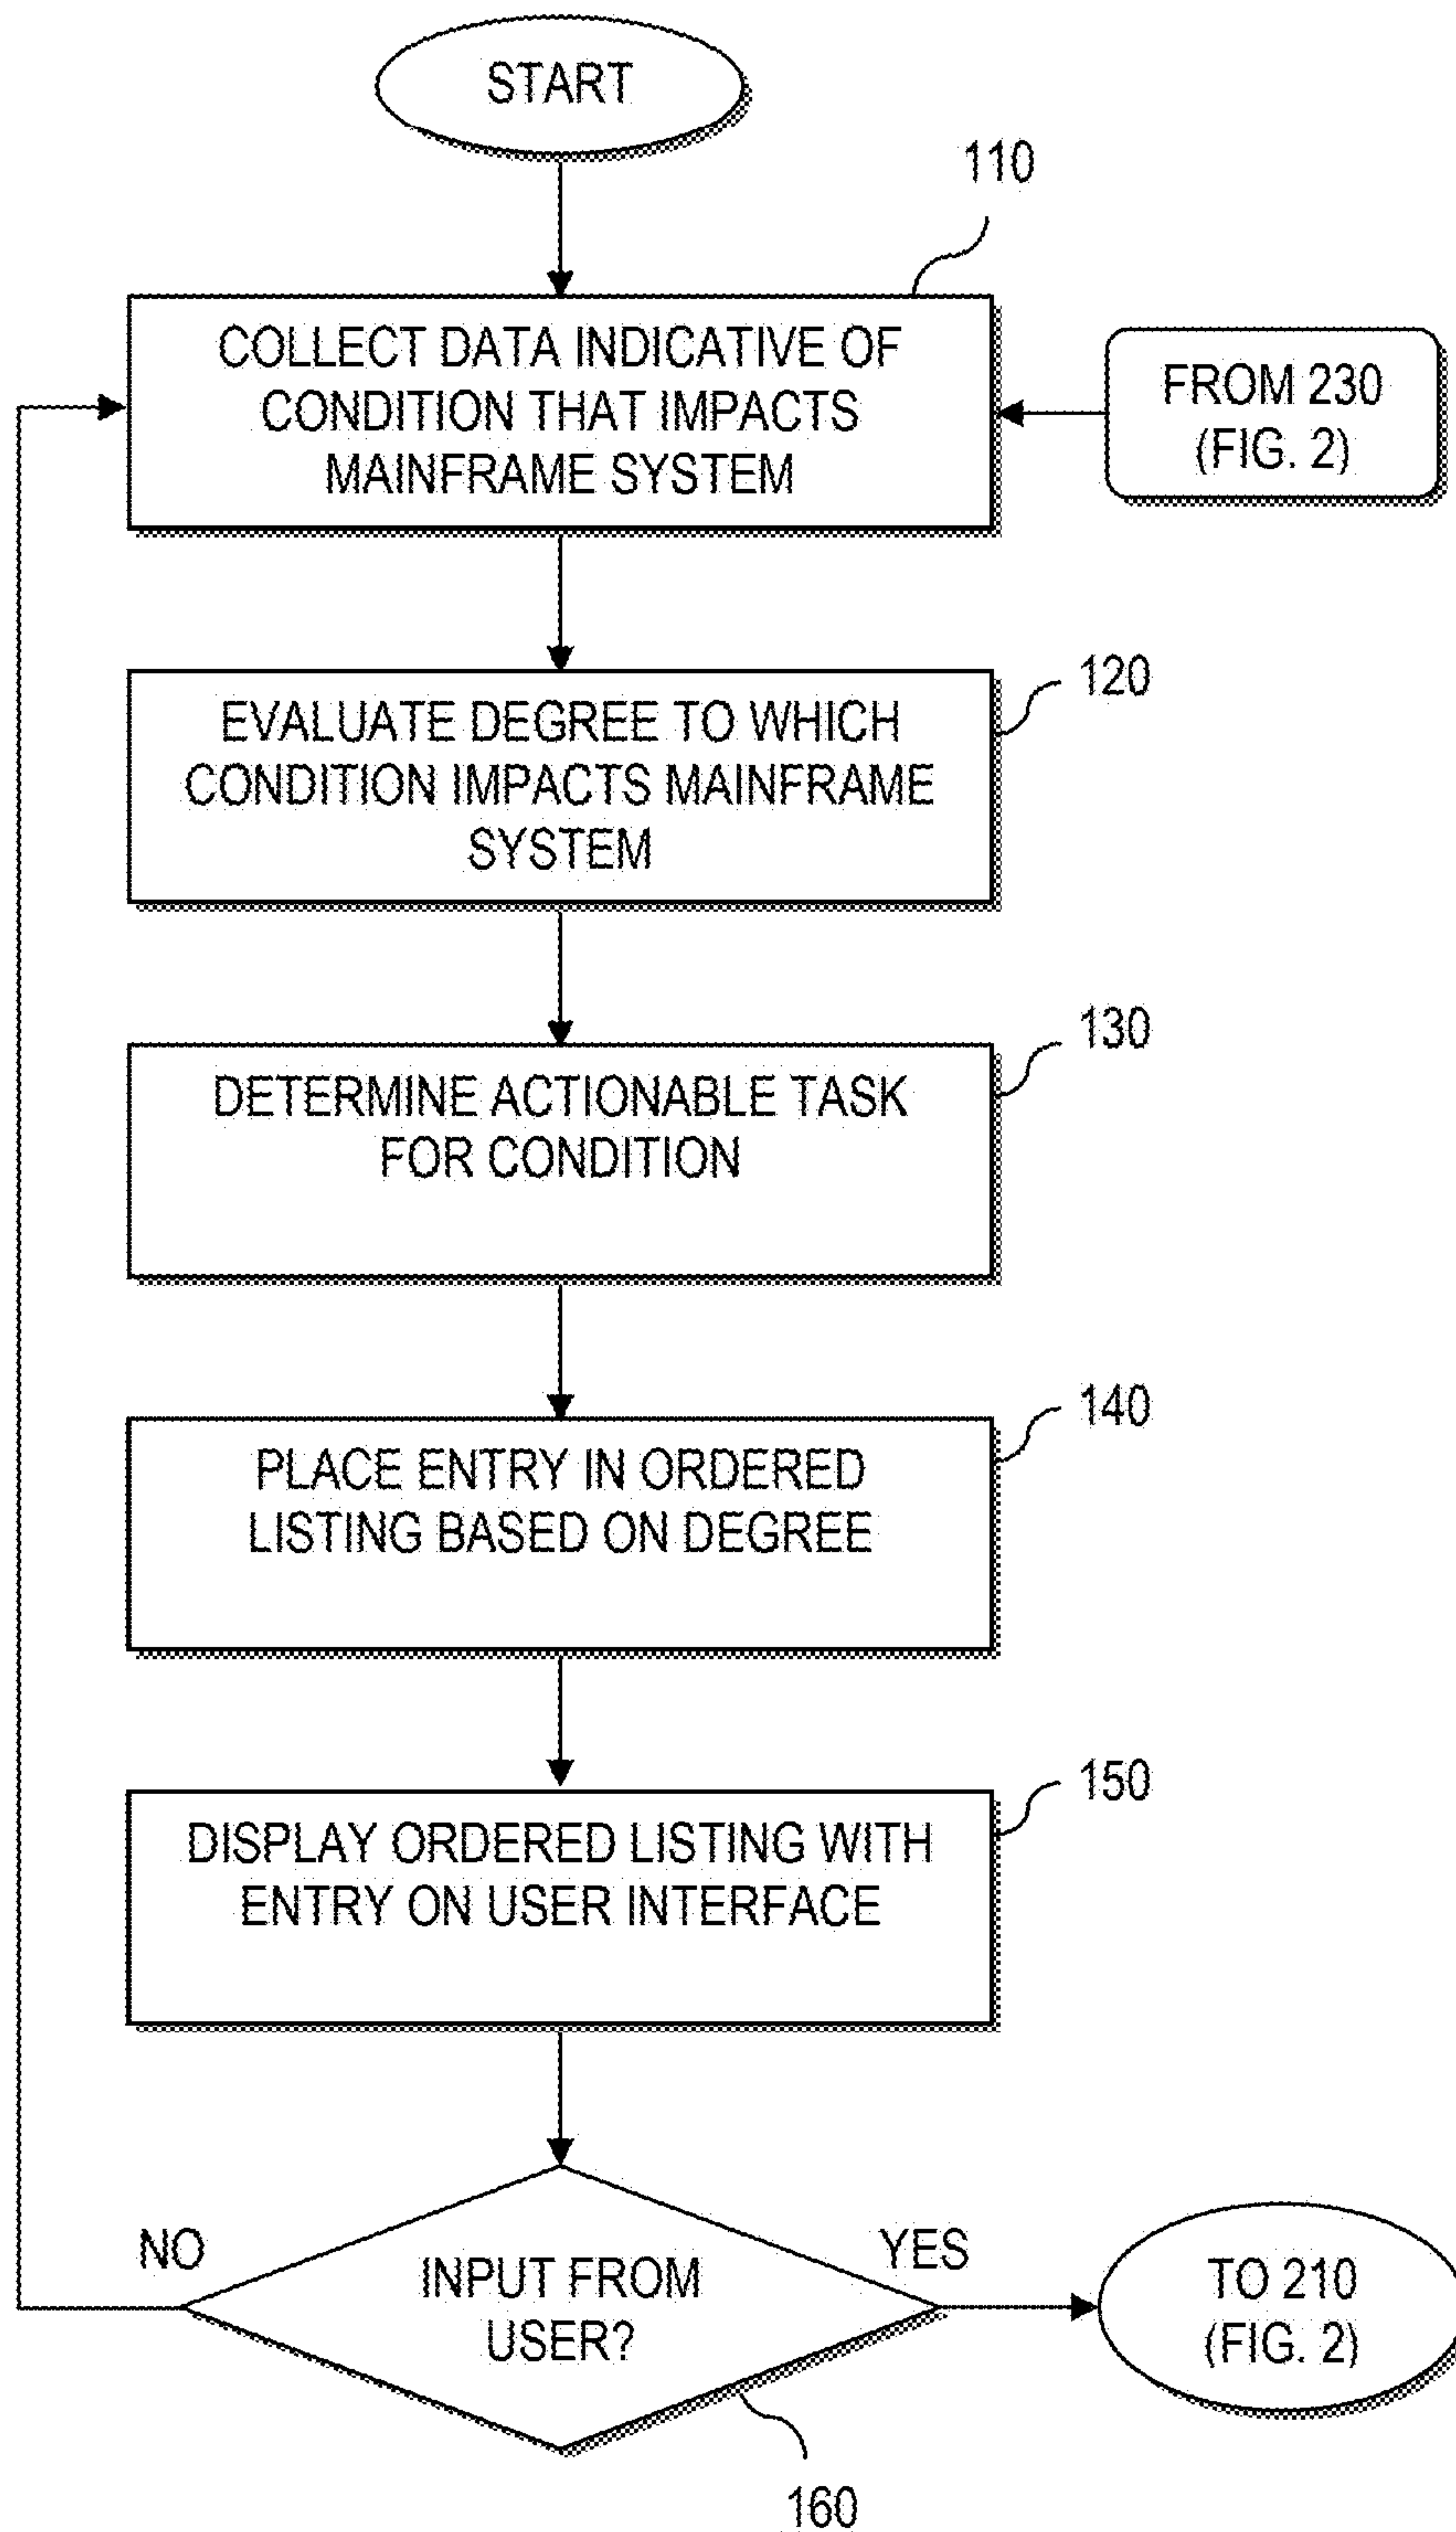 START
110
COLLECT DATA INDICATIVE OF
CONDITION THAT IMPACTS
MAINFRAME SYSTEM
FROM 230
(FIG. 2)
120
EVALUATE DEGREE TO WHICH
CONDITION IMPACTS MAINFRAME
SYSTEM
130
DETERMINE ACTIONABLE TASK
FOR CONDITION
140
PLACE ENTRY IN ORDERED
LISTING BASED ON DEGREE
150
DISPLAY ORDERED LISTING WITH
ENTRY ON USER INTERFACE
NO
YES
INPUT FROM
USER?
TO 210
(FIG. 2)
160